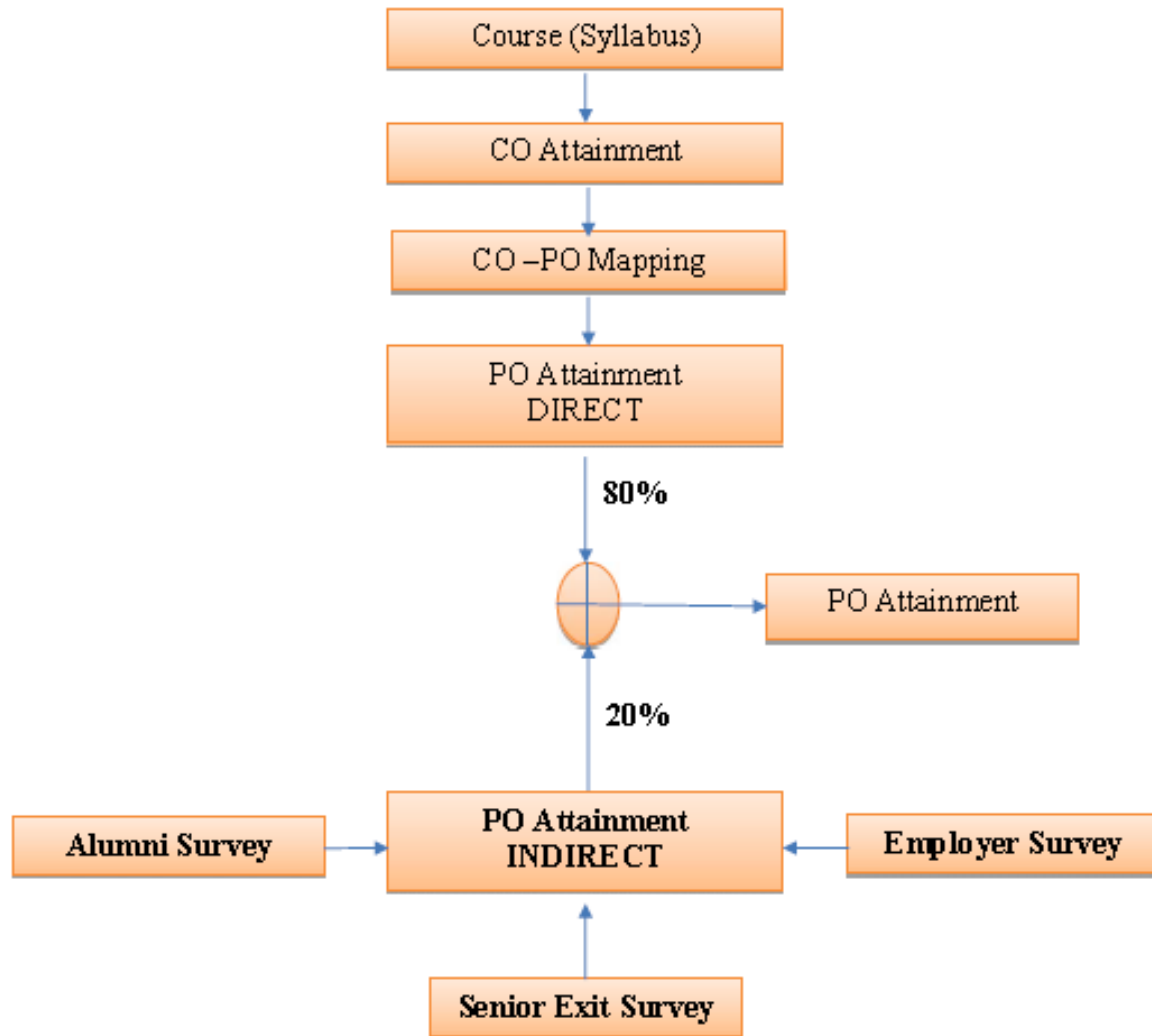 Course (Syllabus)
CO Attainment
CO –PO Mapping
PO Attainment
DIRECT
80%
PO Attainment
20%
PO Attainment
INDIRECT
Alumni Survey
Employer Survey
Senior Exit Survey